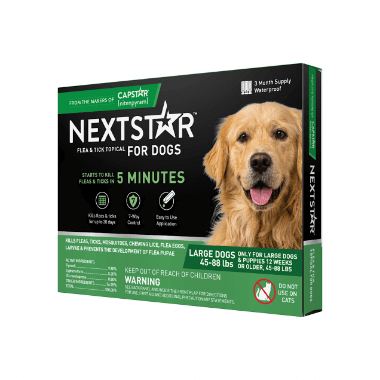 FROM THE MAKERS OF CAPSTAR
(nitenpyram)
3 Month Supply
Waterproof
NEXTSTAR
FLEA & TICK TOPICAL FOR DOGS
STARTS TO KILL
FLEAS & TICKS IN 5 MINUTES
Kills fleas & ticks
for up to 30 days
7-Way
Control
Easy to Use
Application
KILLS FLEAS, TICKS, MOSQUITOES, CHEWING LICE, FLEA EGGS,
LARVAE & PREVENTS THE DEVELOPMENT OF FLEA PUPAE
LARGE DOGS
45-88 lbs
ONLY FOR LARGE DOGS
& PUPPIES 12 WEEKS
OR OLDER, 45-88 LBS
KEEP OUT OF REACH OF CHILDREN
WARNING
DO NOT
USE ON
CATS
NEXTSTAR